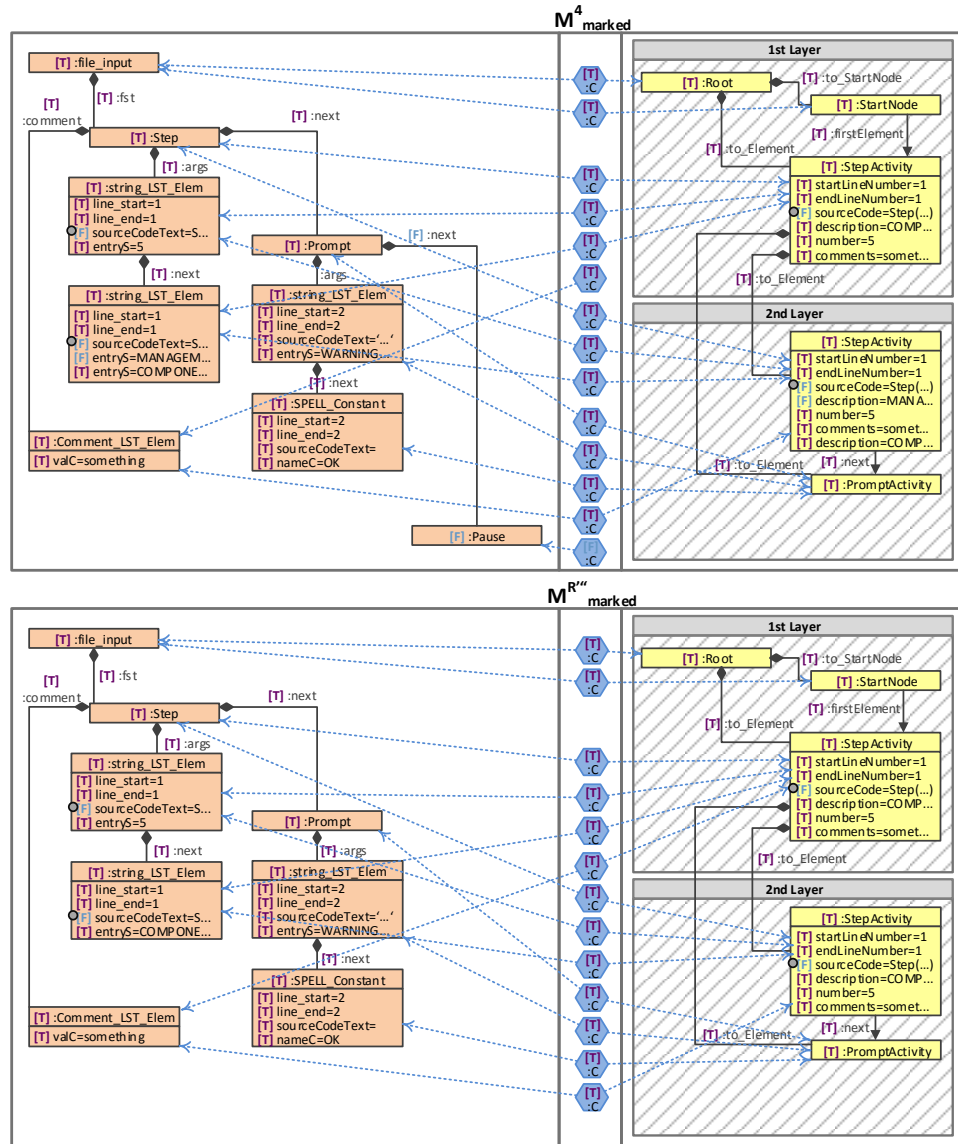 M⁴marked
[T] :file_input
[T] :fst
[T]
:comment
[T] :next
[T] :Step
[T] :args
[T] :string_LST_Elem
[T] line_start=1
[T] line_end=1
[F] sourceCodeText=S...
[T] entryS=5
[T] :next
[T] :string_LST_Elem
[T] line_start=1
[T] line_end=1
[F] sourceCodeText=S...
[F] entryS=MANAGEM...
[T] entryS=COMPONE...
[T] :Comment_LST_Elem
[T] valC=something
[T] :Prompt
[F] :next
:args
[T] :string_LST_Elem
[T] line_start=2
[T] line_end=2
[T] sourceText='...'
[T] entryS=WARNING...
[T] :next
[T] :SPELL_Constant
[T] line_start=2
[T] line_end=2
[T] sourceCodeText=
[T] nameC=OK
[F] :Pause
[T]
:C
[T]
:C
[T]
:C
[T]
:C
[T]
:C
[T]
:C
[T]
:C
[T]
:C
[T]
:C
[T]
:C
[T]
:C
[T]
:C
[T]
:C
[F]
:C
1st Layer
[T] :Root
[T] :to_StartNode
[T] :StartNode
[T] :firstElement
[T] :to_Element
[T] :StepActivity
[T] startLineNumber=1
[T] endLineNumber=1
[F] sourceCode=Step(...)
[T] description=COMP...
[T] number=5
[T] comments=somet...
[T] :to_Element
2nd Layer
[T] :StepActivity
[T] startLineNumber=1
[T] endLineNumber=1
[F] sourceCode=Step(...)
[F] description=MANA...
[T] number=5
[T] comments=somet...
[T] description=COMP...
[T] :to_Element
[T] :next
[T] :PromptActivity
M^R'''marked
[T] :file_input
[T] :fst
[T]
:comment
[T] :next
[T] :Step
[T] :args
[T] :string_LST_Elem
[T] line_start=1
[T] line_end=1
[F] sourceCodeText=S...
[T] entryS=5
[T] :next
[T] :string_LST_Elem
[T] line_start=1
[T] line_end=1
[F] sourceCodeText=S...
[T] entryS=COMPONE...
[T] :Comment_LST_Elem
[T] valC=something
[T] :Prompt
[T] :args
[T] :string_LST_Elem
[T] line_start=2
[T] line_end=2
[T] sourceCodeText='...'
[T] entryS=WARNING...
[T] :next
[T] :SPELL_Constant
[T] line_start=2
[T] line_end=2
[T] sourceCodeText=
[T] nameC=OK
[T]
:C
[T]
:C
[T]
:C
[T]
:C
[T]
:C
[T]
:C
[T]
:C
[T]
:C
[T]
:C
[T]
:C
[T]
:C
[T]
:C
[T]
:C
1st Layer
[T] :Root
[T] :to_StartNode
[T] :StartNode
[T] :firstElement
[T] :to_Element
[T] :StepActivity
[T] startLineNumber=1
[T] endLineNumber=1
[F] sourceCode=Step(...)
[T] description=COMP...
[T] number=5
[T] comments=somet...
[T] :to_Element
2nd Layer
[T] :StepActivity
[T] startLineNumber=1
[T] endLineNumber=1
[F] sourceCode=Step(...)
[T] description=COMP...
[T] number=5
[T] comments=somet...
[T] :to_Element
[T] :next
[T] :PromptActivity